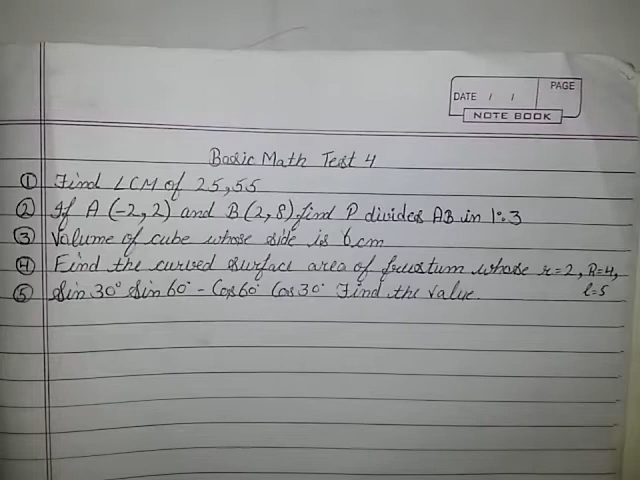 PAGE
DATE / /
NOTE BOOK
Basic Math Test 4
① Find LCM of 25,55
② If A (-2,2) and B(2,8) find P divides AB in 1:3
③ Volume of cube whose side is 6cm
④ Find the curved surface area of frustum whose r=2, R=4,
l=5
⑤ Sin 30° Sin 60° - Cos 60° Cos 30° Find the value.